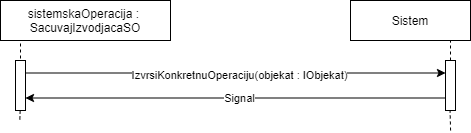 sistemskaOperacija :
SacuvajIzvodjacaSO
Sistem
IzvrsiKonkretnuOperaciju(objekat : IObjekat)
Signal